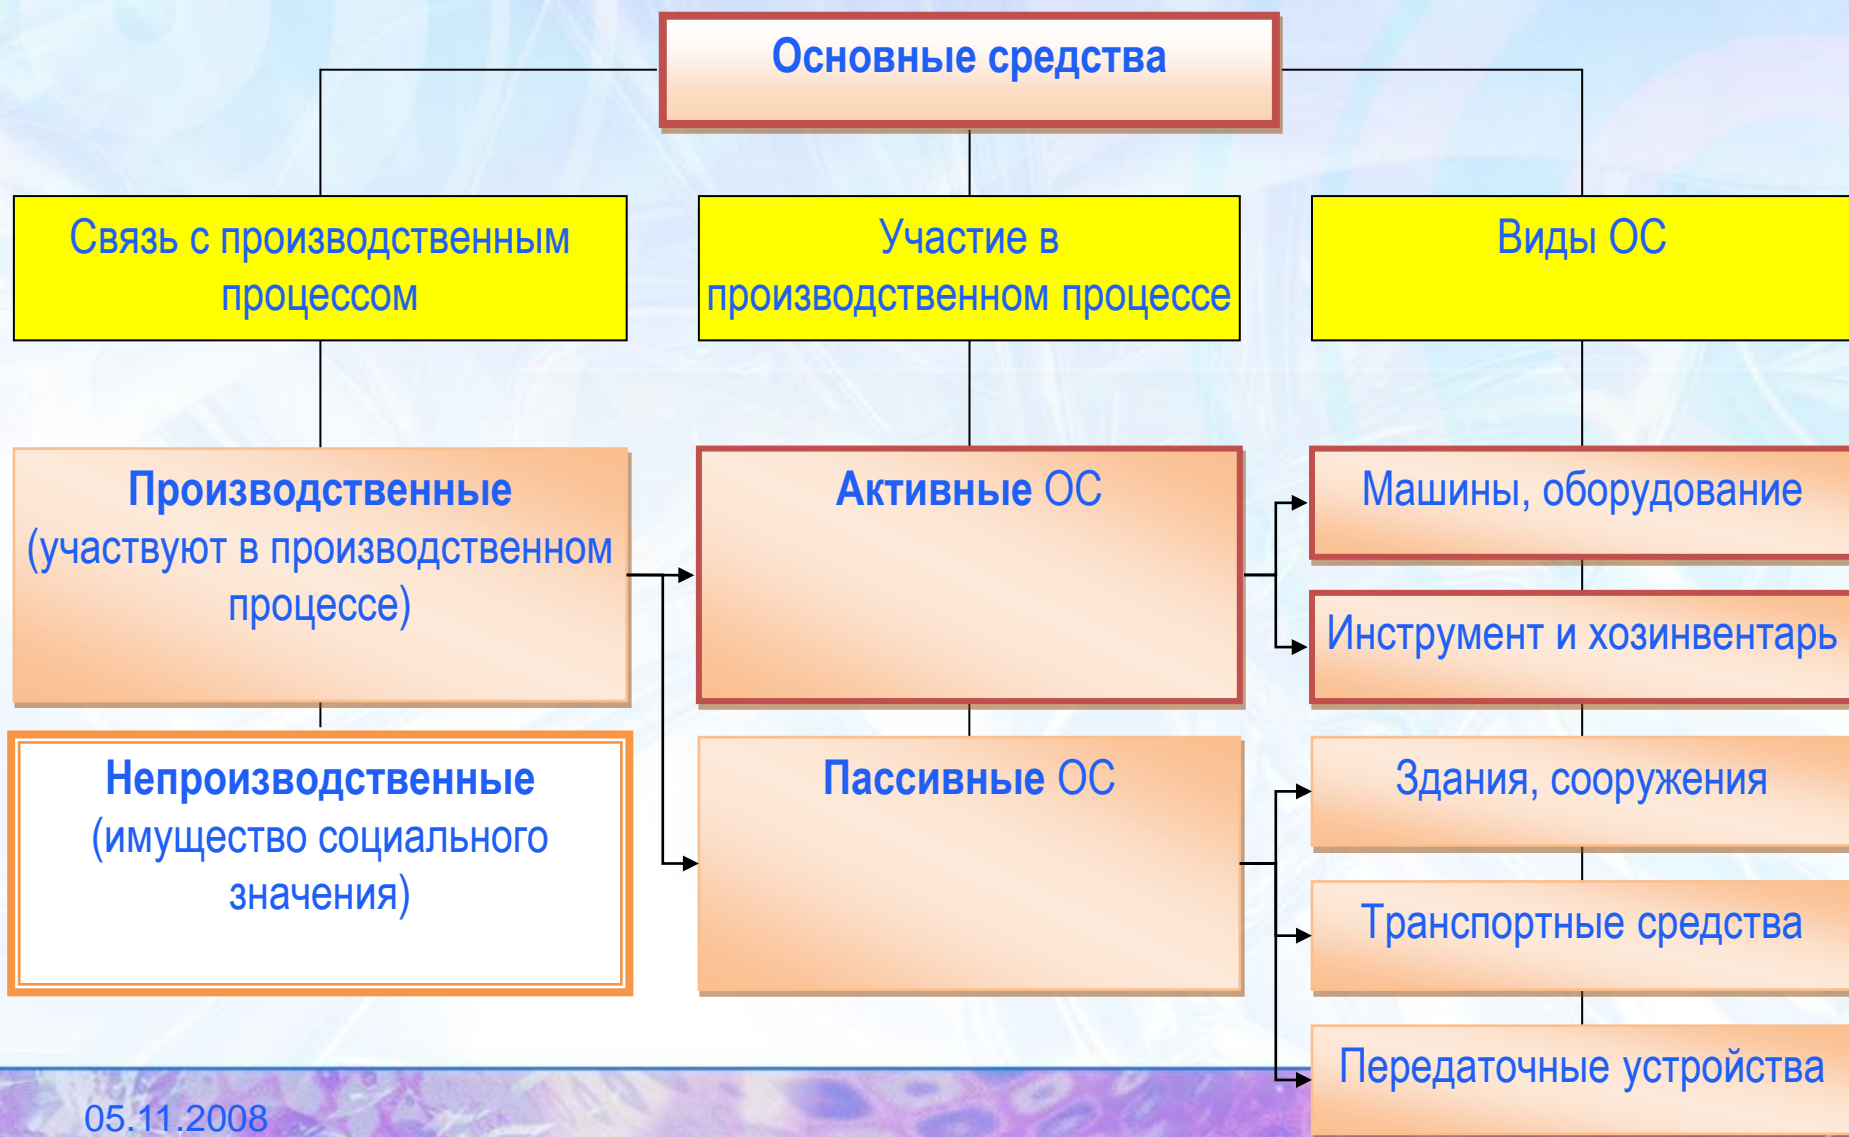 Основные средства
Связь с производственным
процессом
Участие в
производственном процессе
Виды ОС
Производственные
(участвуют в производственном
процессе)
Непроизводственные
(имущество социального
значения)
Активные ОС
Пассивные ОС
Машины, оборудование
Инструмент и хозинвентарь
Здания, сооружения
Транспортные средства
Передаточные устройства
05.11.2008